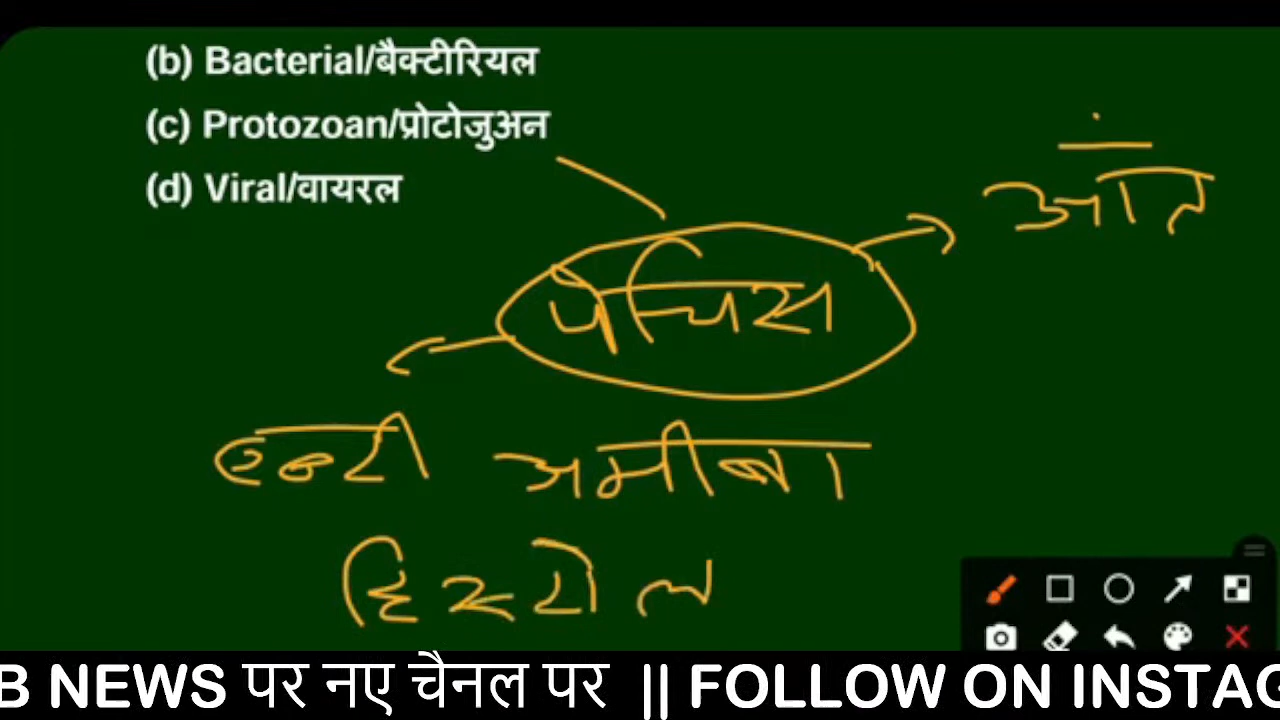 (b) Bacterial/बैक्टीरियल
(c) Protozoan/प्रोटोजुअन
(d) Viral/वायरल
आंत
पेचिस
एन्टी अमीबा
हिस्टोल
B NEWS पर नए चैनल पर || FOLLOW ON INSTAG